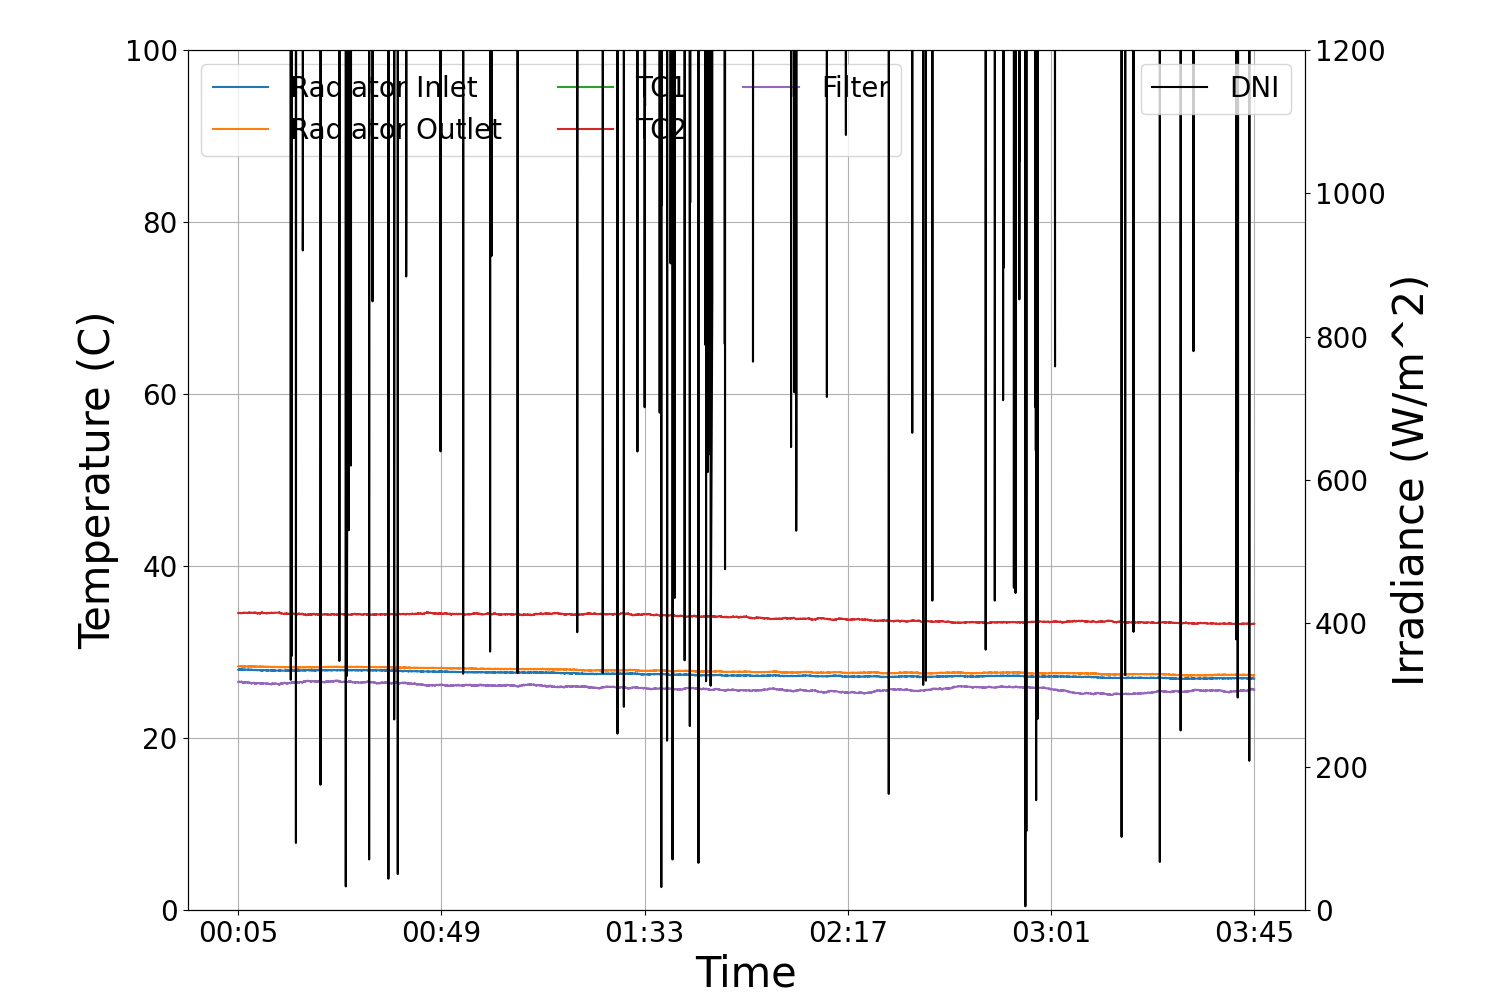 100
80
60
40
20
0
Temperature (C)
Radiator Inlet
Radiator Outlet
TC1
TC2
Filter
DNI
1200
1000
800
600
400
200
0
Irradiance (W/m^2)
00:05 00:49 01:33 02:17 03:01 03:45
Time